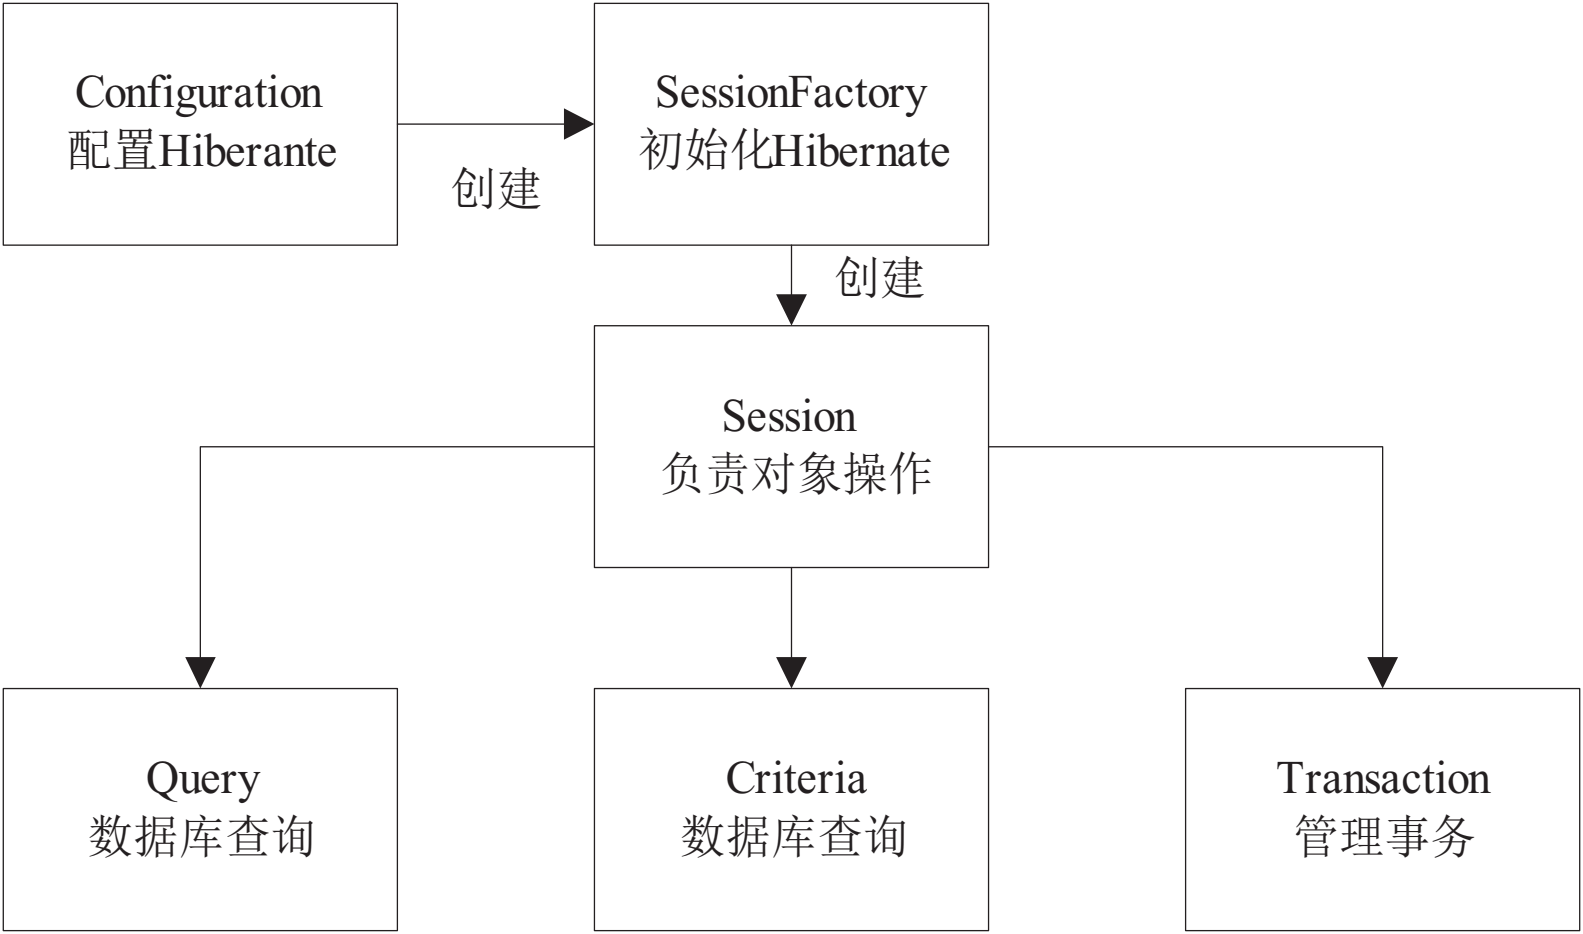 Configuration
配置Hiberante
创建
SessionFactory
初始化Hibernate
创建
Session
负责对象操作
Query
数据库查询
Criteria
数据库查询
Transaction
管理事务